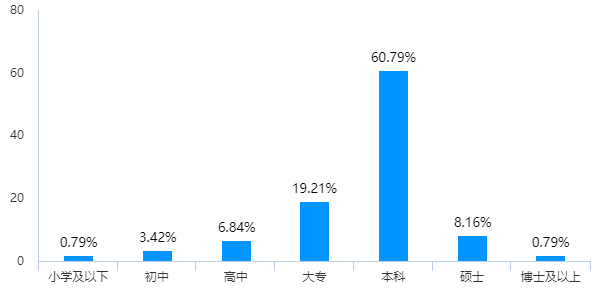 80
60
40
20
0
0.79%
3.42%
6.84%
19.21%
60.79%
8.16%
0.79%
小学及以下
初中
高中
大专
本科
硕士
博士及以上